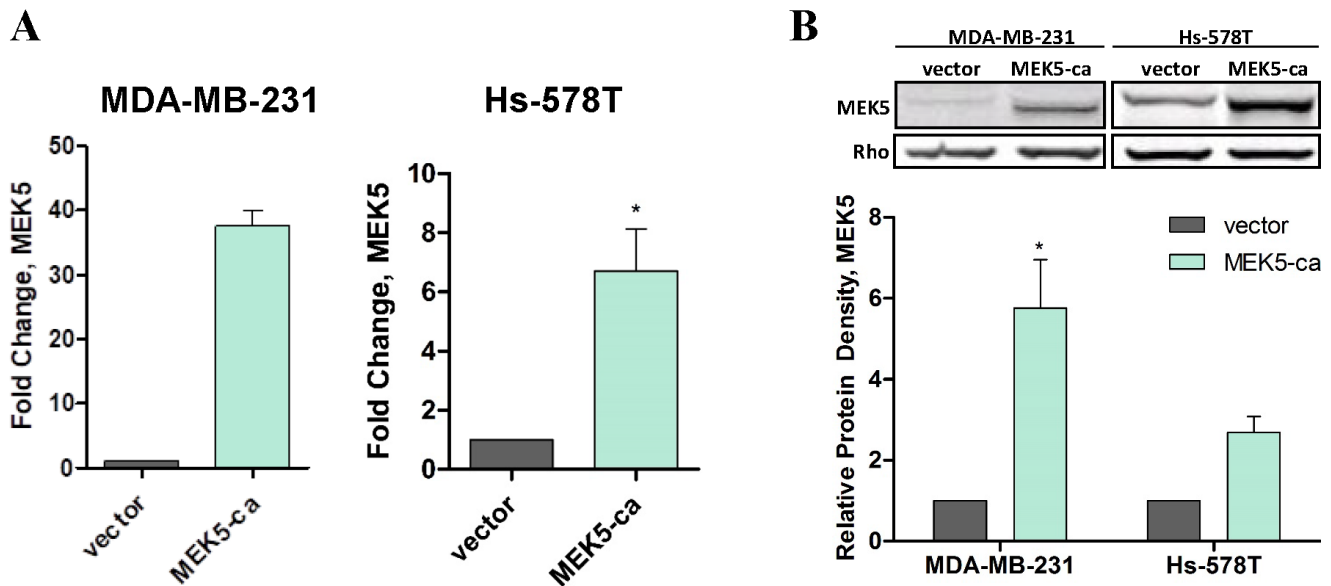 A
MDA-MB-231
Fold Change, MEK5
50
40
30
20
10
0
vector
MEK5-ca
Hs-578T
Fold Change, MEK5
10
8
6
4
2
0
*
vector
MEK5-ca
B
MDA-MB-231 Hs-578T
vector MEK5-ca vector MEK5-ca
MEK5
Rho
Relative Protein Density, MEK5
8
6
4
2
0
*
vector
MEK5-ca
MDA-MB-231 Hs-578T